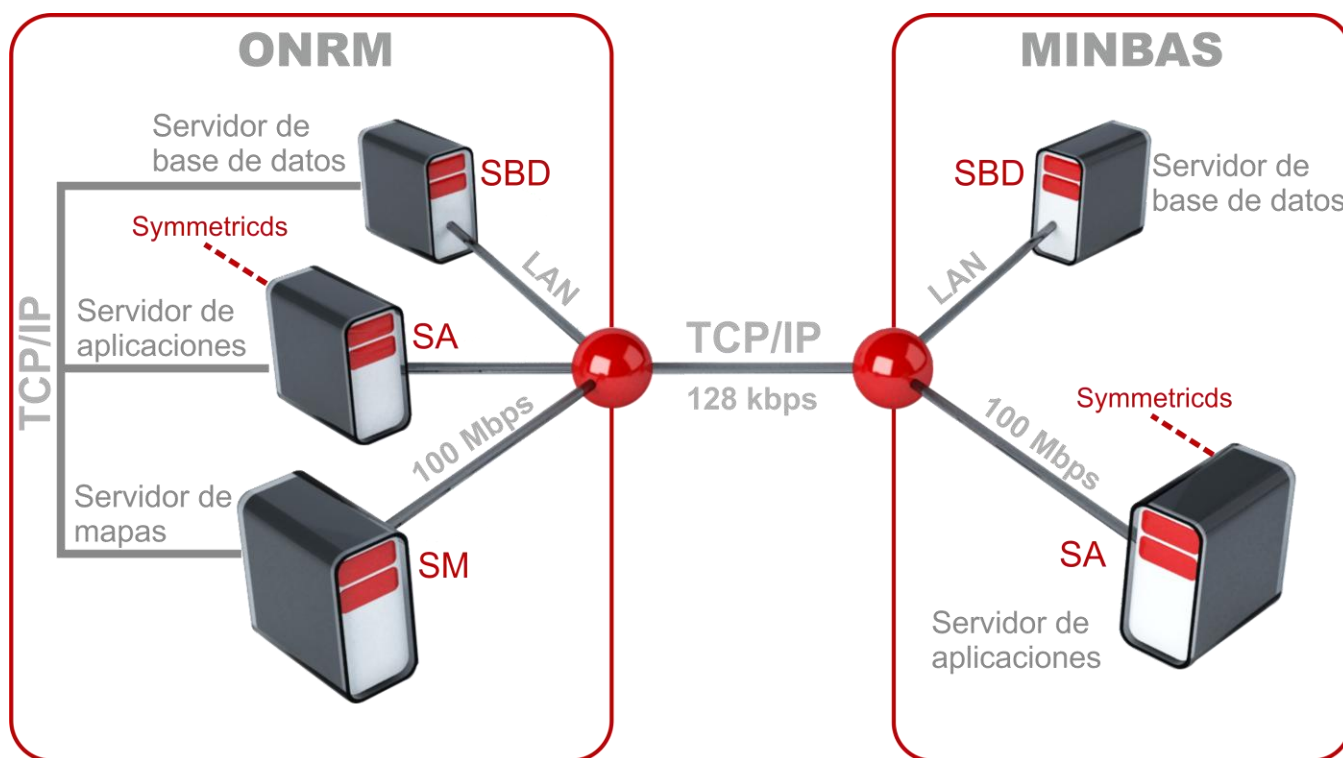 ONRM
Servidor de
base de datos
SBD
Symmetricds
LAN
Servidor de
aplicaciones
SA
TCP/IP
100 Mbps
Servidor de
mapas
SM
TCP/IP
128 kbps
MINBAS
SBD
Servidor de
base de datos
LAN
100 Mbps
Symmetricds
SA
Servidor de
aplicaciones